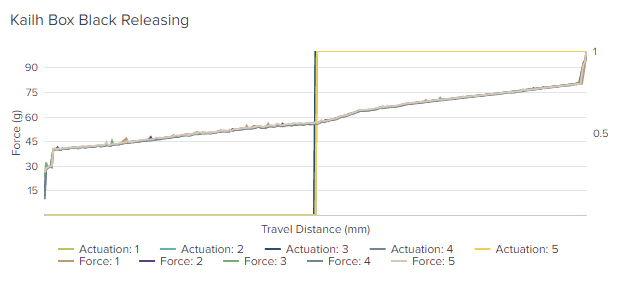 Kailh Box Black Releasing
90
75
60
45
30
15
Force (g)
1
0.5
Travel Distance (mm)
Actuation: 1 Actuation: 2 Actuation: 3 Actuation: 4 Actuation: 5
Force: 1 Force: 2 Force: 3 Force: 4 Force: 5